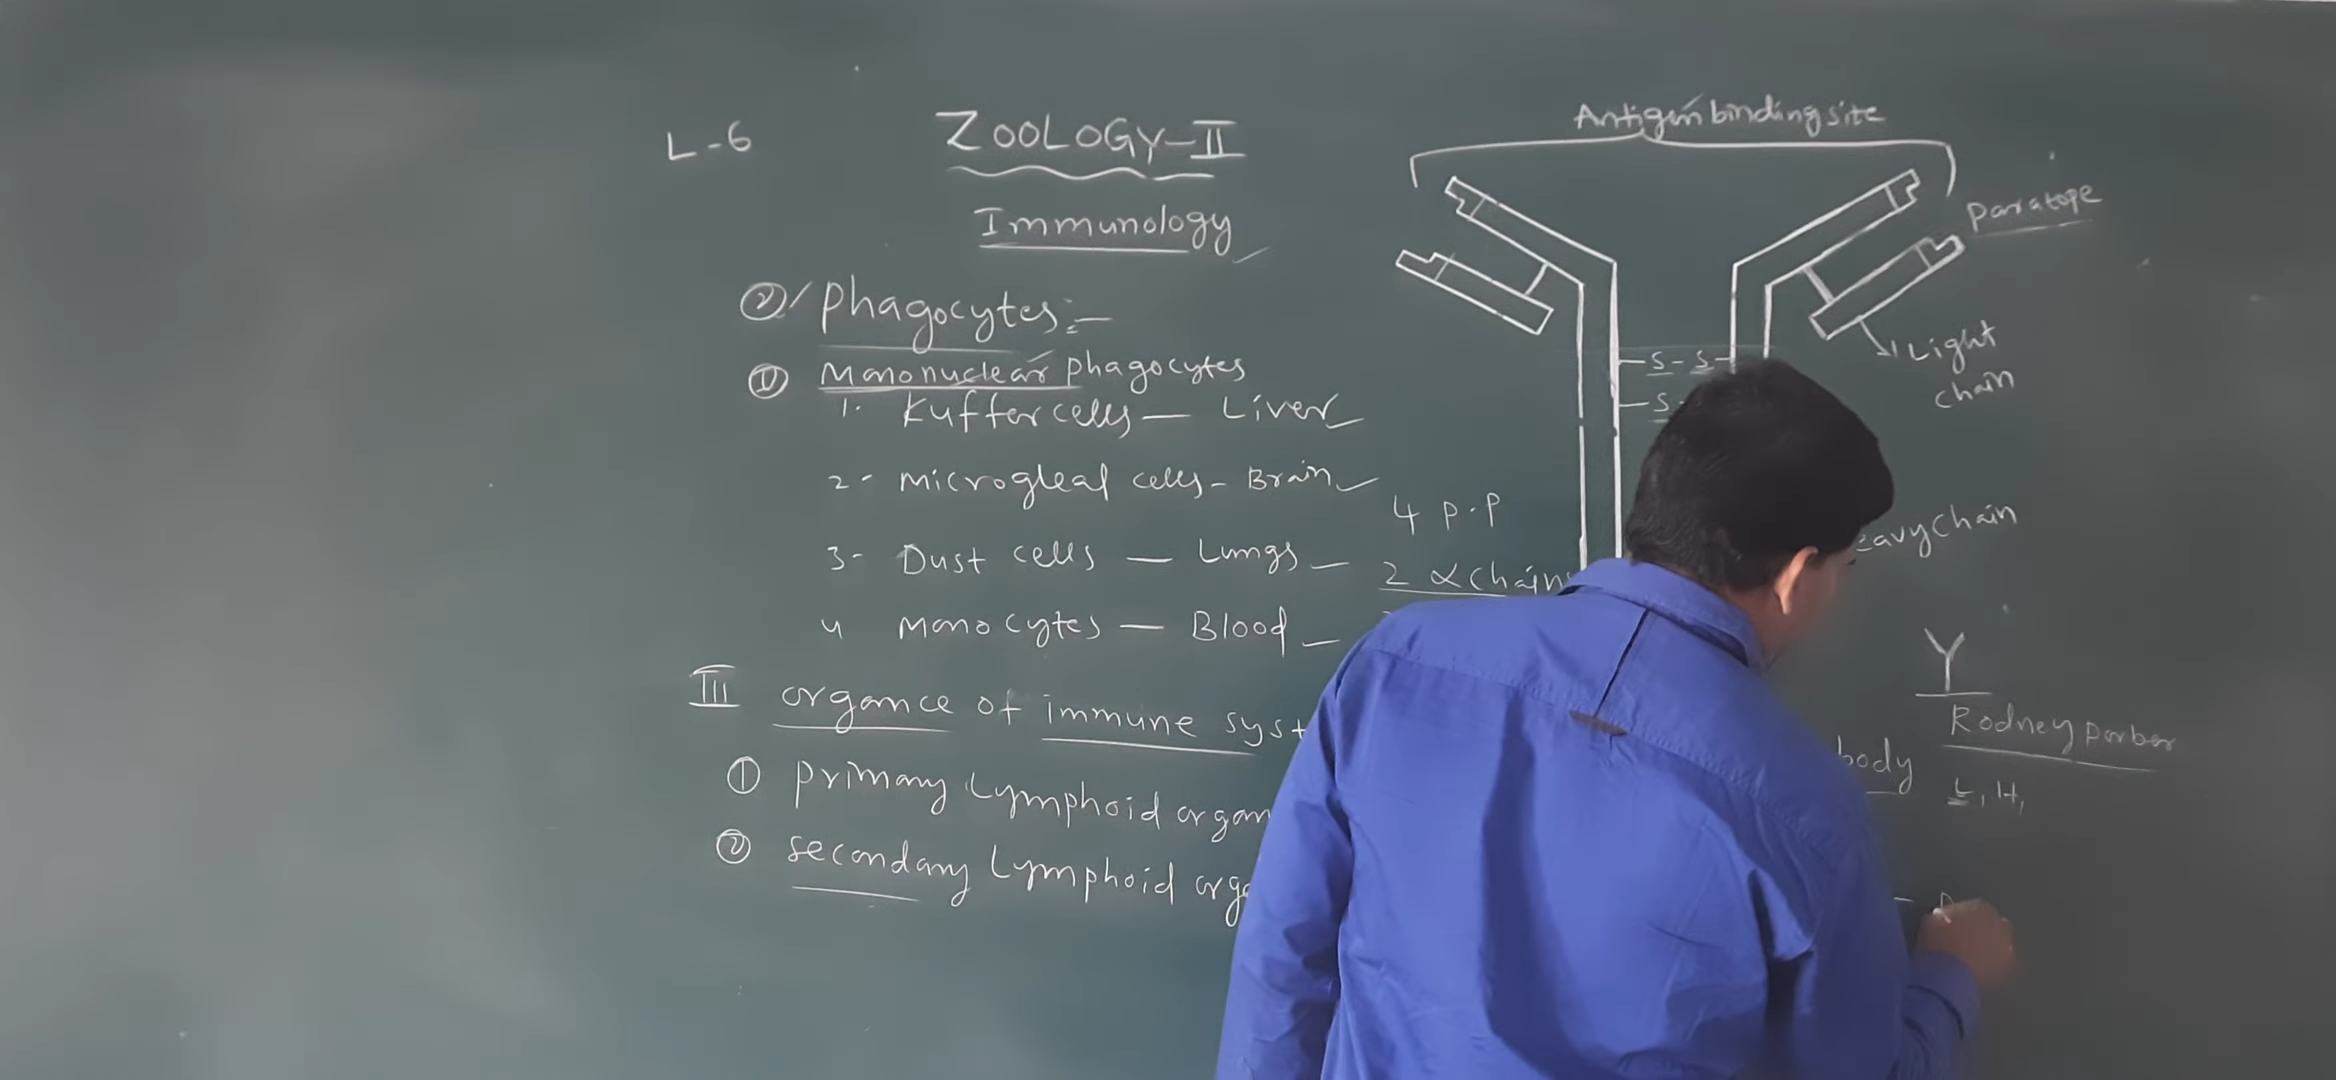 L-6
ZOOLOGY-II
Immunology
② phagocytes:-
① Mononuclear phagocytes
1. Kuffer cells — Liver
2- Microgleal cells - Brain
3- Dust cells — Lungs —
4 Monocytes — Blood —
III organce of immune syst
① primary Lymphoid organ
② secondary Lymphoid orga
Antigen binding site
paratope
Light
chain
S-S
S-
4 P.P
2 α chain
eavy chain
Y
Rodney porber
body
L, H,